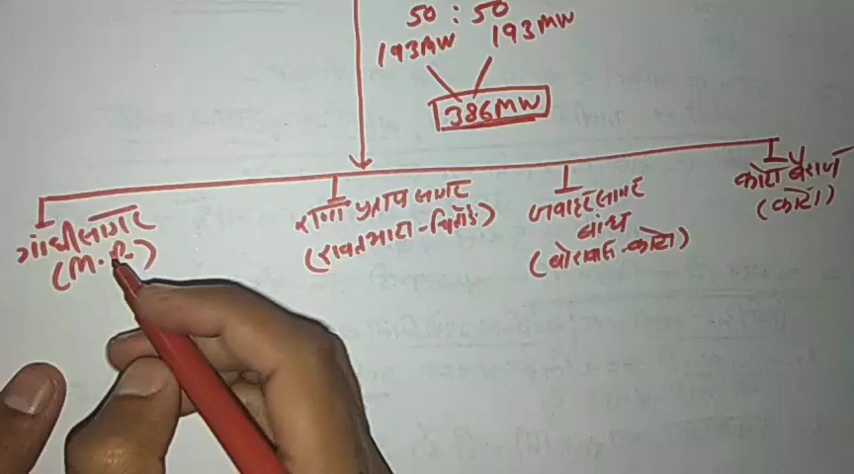 50 : 50
193MW 193MW
386MW
गांधीसागर
(M.P.)
राणा प्रताप सागर
(रावतभाटा-चित्तौड़)
जवाहर सागर
बांध
(बोरावास-कोटा)
कोटा बैराज
(कोटा)